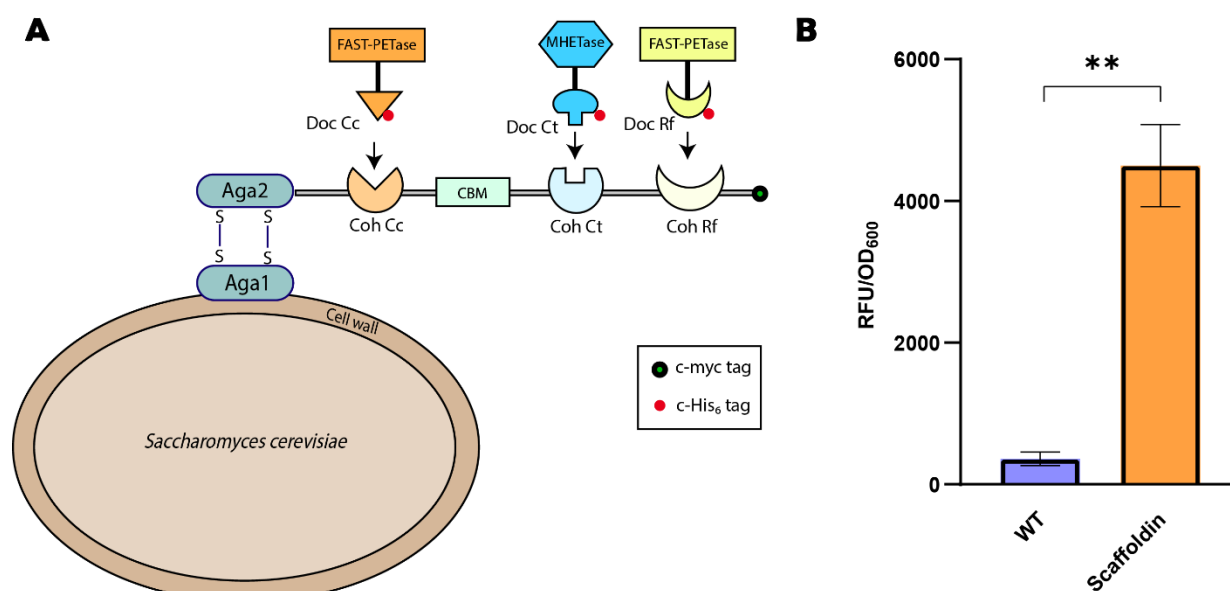 A
FAST-PETase
MHETase
FAST-PETase
Doc Cc
Doc Ct
Doc Rf
Aga2
CBM
Coh Cc
Coh Ct
Coh Rf
S
S
S
S
Aga1
Cell wall
Saccharomyces cerevisiae
c-myc tag
c-His₆ tag
B
6000
**
4000
2000
0
RFU/OD₆₀₀
WT
Scaffoldin